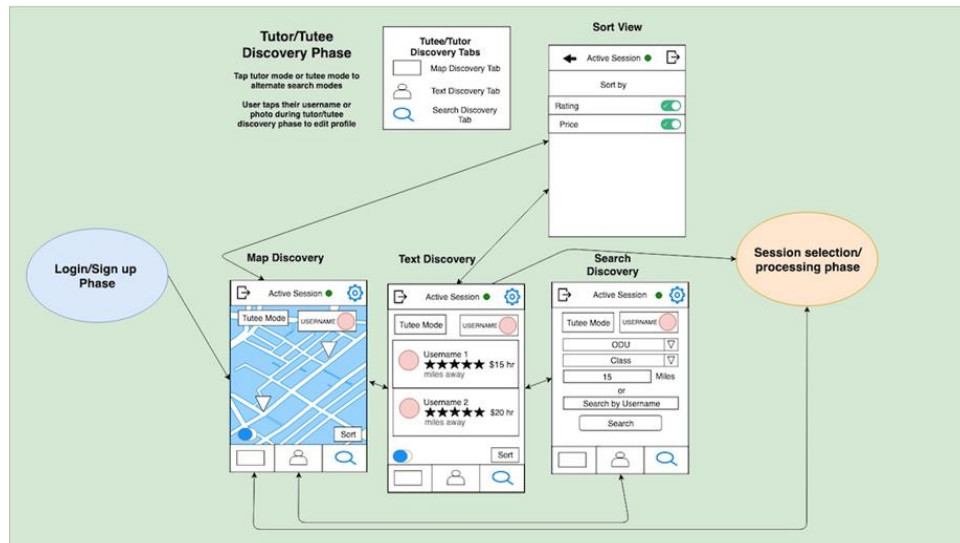 Tutor/Tutee
Discovery Phase
Tap tutor mode or tutee mode to
alternate search modes
User taps their username or
photo during tutor/tutee
discovery phase to edit profile
Tutee/Tutor
Discovery Tabs
Map Discovery Tab
Text Discovery Tab
Search Discovery
Tab
Sort View
Active Session
Sort by
Rating
Price
Login/Sign up
Phase
Session selection/
processing phase
Map Discovery
Active Session
Tutee Mode
USERNAME
Sort
Text Discovery
Active Session
Tutee Mode
USERNAME
Username 1
★★★★★ $15 hr
miles away
Username 2
★★★★★ $20 hr
miles away
Sort
Search
Discovery
Active Session
Tutee Mode
USERNAME
ODU
Class
15 Miles
or
Search by Username
Search